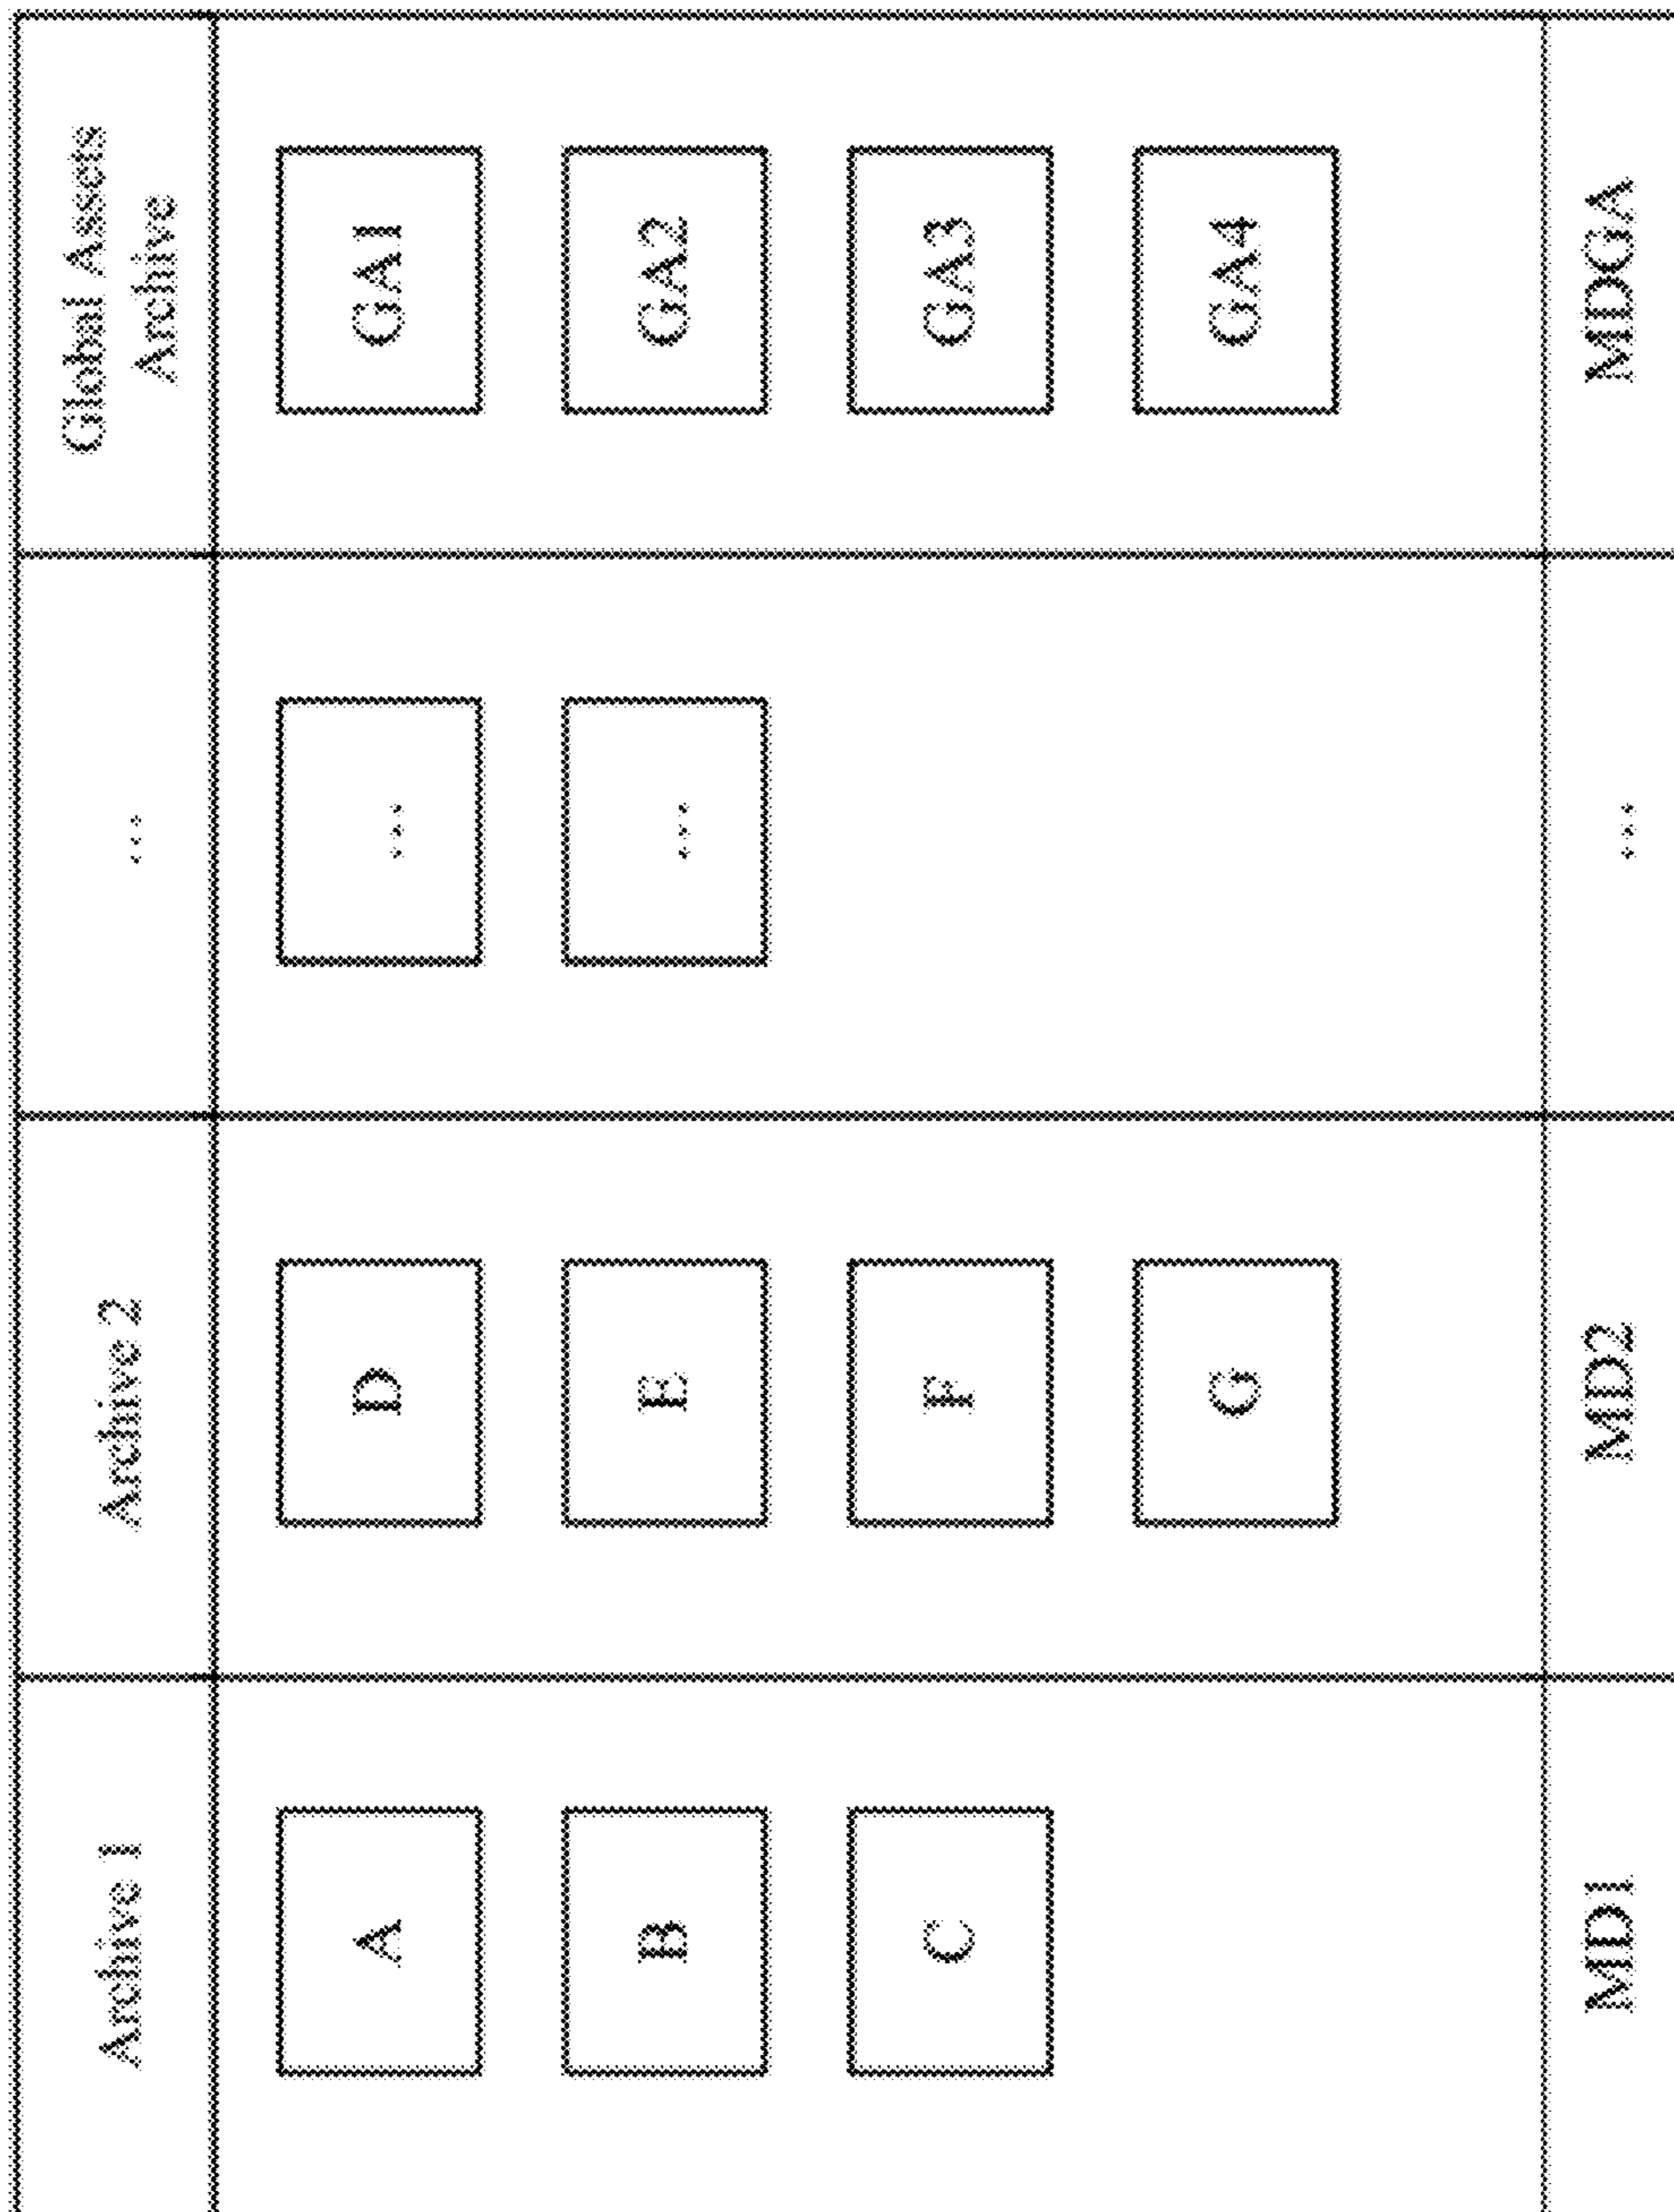 Archive 1
Archive 2
...
Global Assets
Archive
A
D
...
GA1
B
E
...
GA2
C
F
GA3
G
GA4
MD1
MD2
...
MDGA